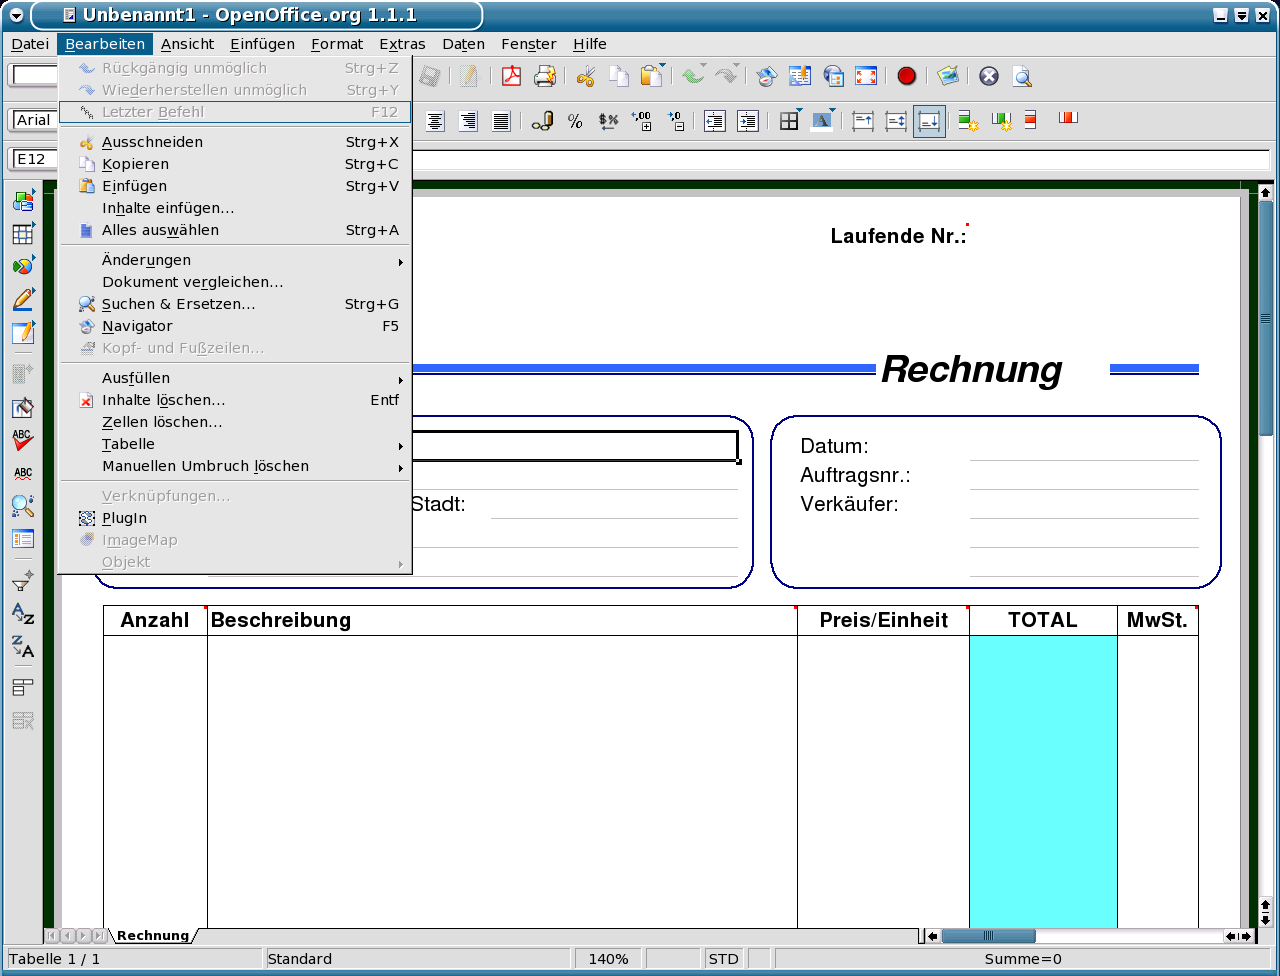 Unbenannt1 - OpenOffice.org 1.1.1
Datei Bearbeiten Ansicht Einfügen Format Extras Daten Fenster Hilfe
Rückgängig unmöglich Strg+Z
Wiederherstellen unmöglich Strg+Y
Letzter Befehl F12
Ausschneiden Strg+X
Kopieren Strg+C
Einfügen Strg+V
Inhalte einfügen...
Alles auswählen Strg+A
Änderungen
Dokument vergleichen...
Suchen & Ersetzen... Strg+G
Navigator F5
Kopf- und Fußzeilen...
Ausfüllen
Inhalte löschen... Entf
Zellen löschen...
Tabelle
Manuellen Umbruch löschen
Verknüpfungen...
PlugIn
ImageMap
Objekt
Arial
E12
Laufende Nr.:
Rechnung
Stadt:
Datum:
Auftragsnr.:
Verkäufer:
Anzahl Beschreibung Preis/Einheit TOTAL MwSt.
Rechnung
Tabelle 1 / 1 Standard 140% STD Summe=0